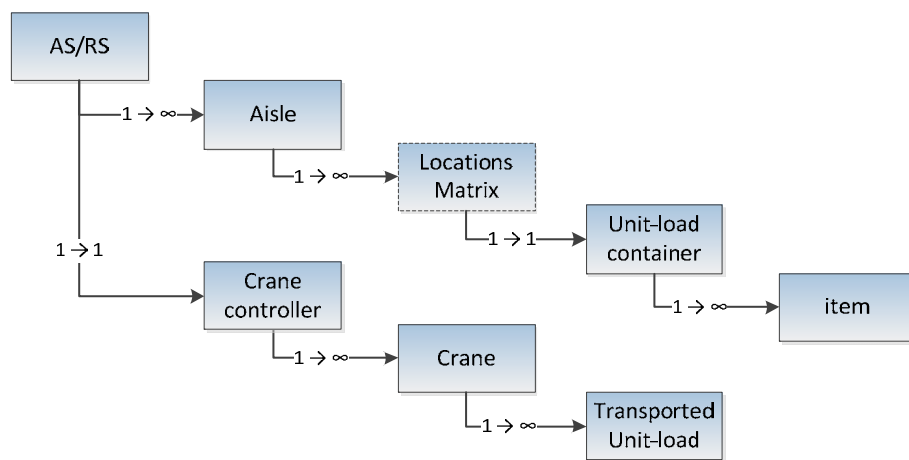 AS/RS
1 → ∞
Aisle
1 → ∞
Locations
Matrix
1 → 1
Unit-load
container
1 → ∞
item
1 → 1
Crane
controller
1 → ∞
Crane
1 → ∞
Transported
Unit-load